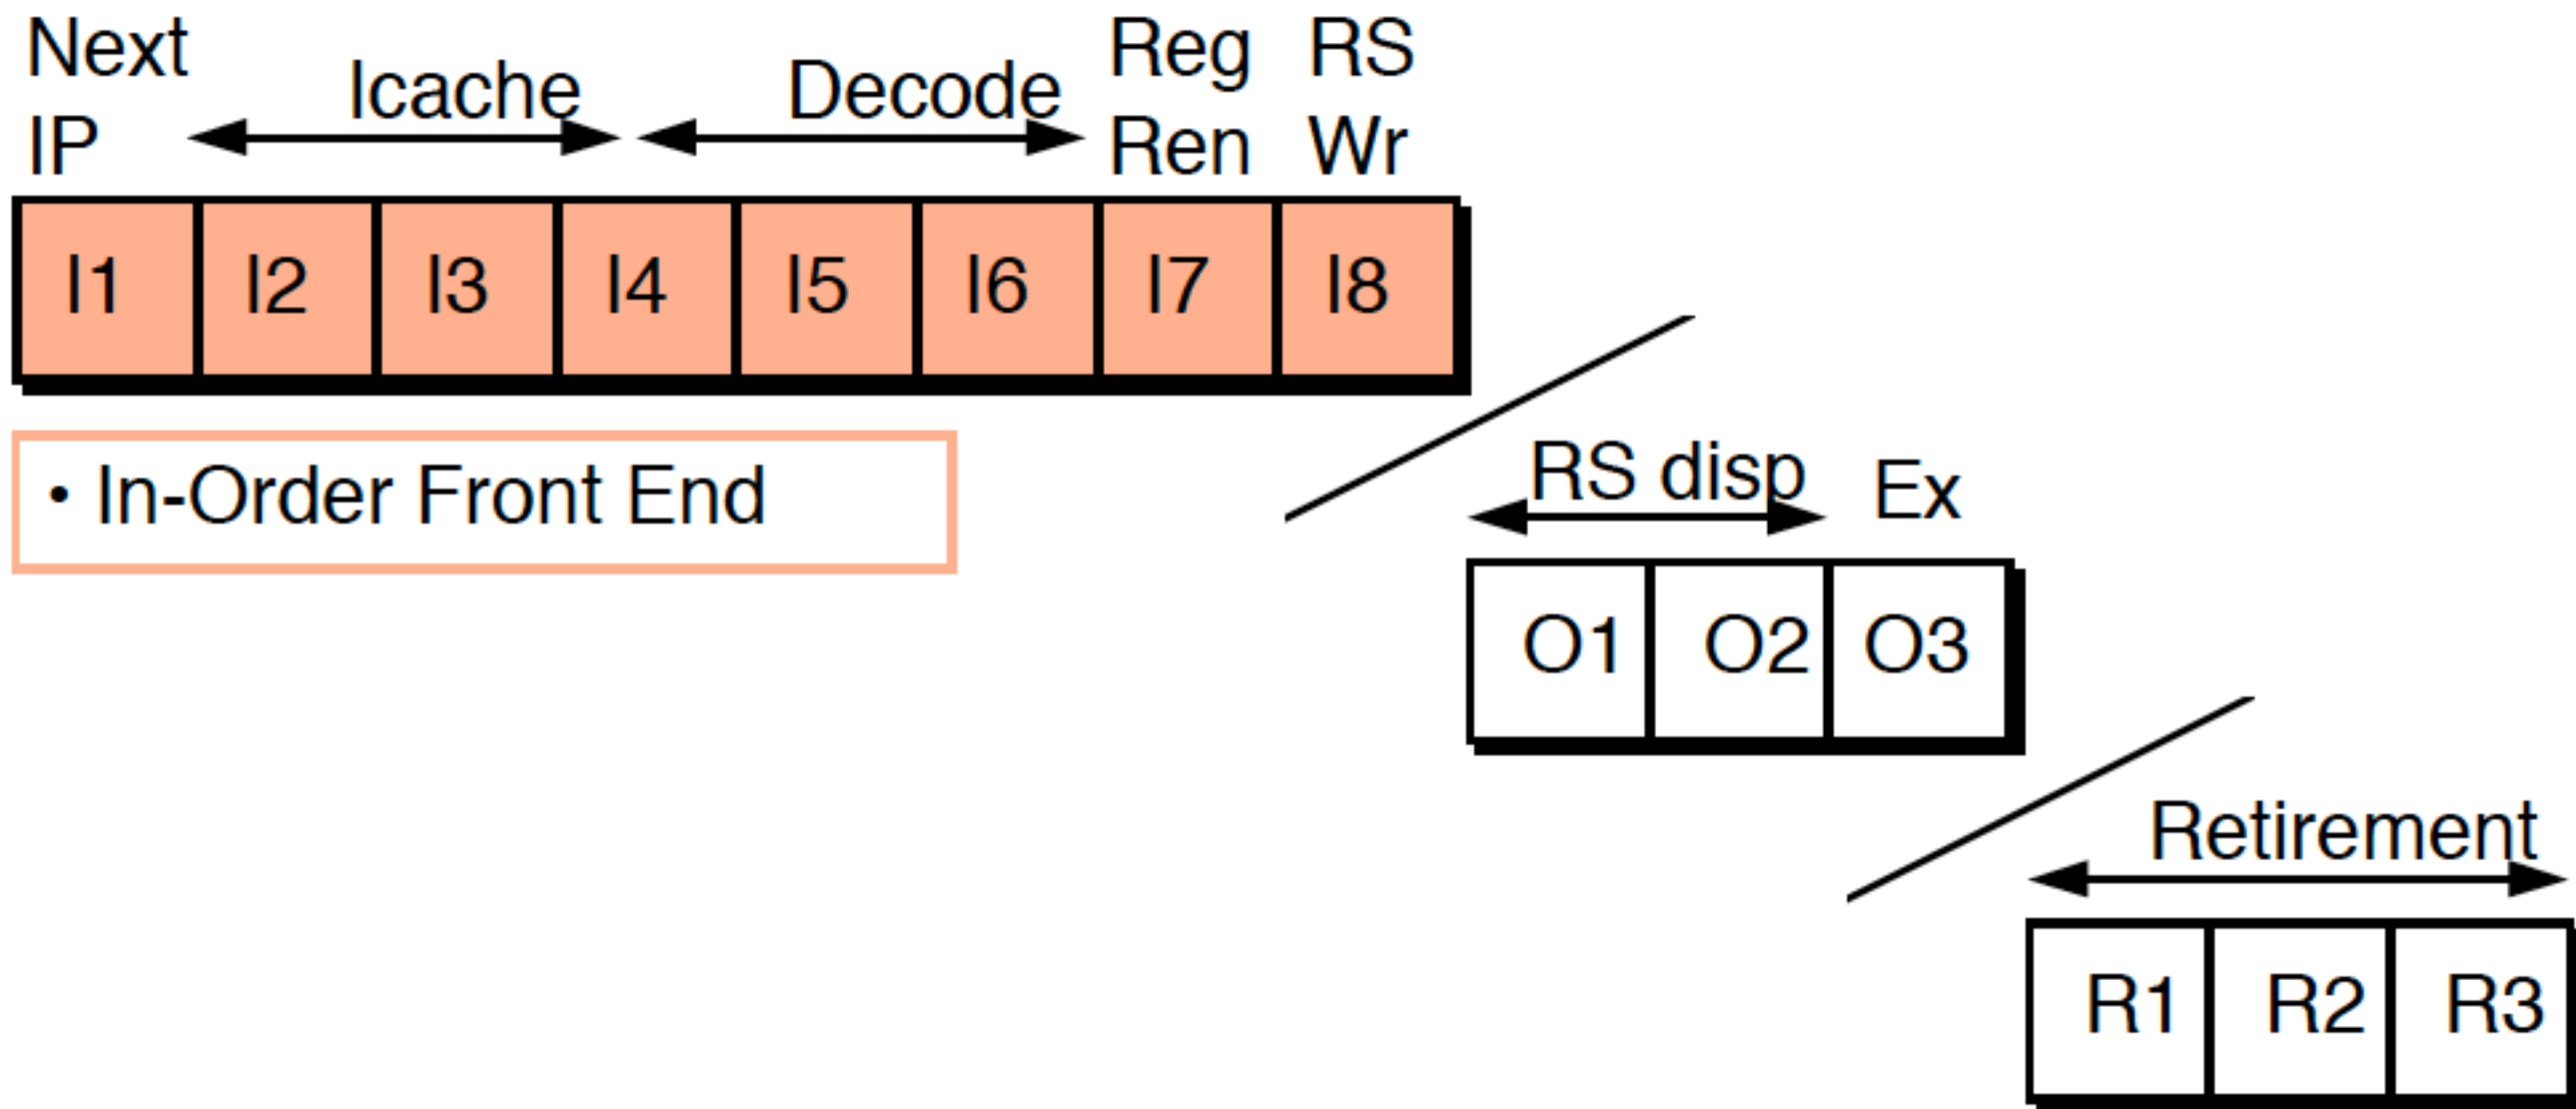 Next
IP
Icache
Decode
Reg
Ren
RS
Wr
I1 I2 I3 I4 I5 I6 I7 I8
• In-Order Front End
RS disp
Ex
O1 O2 O3
Retirement
R1 R2 R3